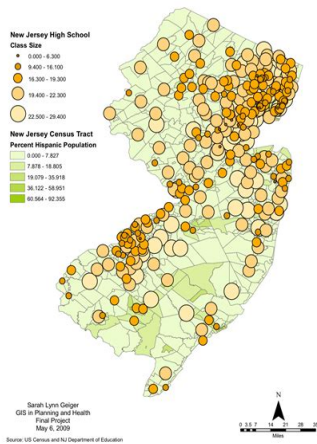 New Jersey High School
Class Size
0.000 - 6.300
9.400 - 16.100
16.300 - 19.300
19.400 - 22.300
22.500 - 29.400
New Jersey Census Tract
Percent Hispanic Population
0.000 - 7.827
7.878 - 18.805
19.079 - 35.918
36.122 - 58.951
60.564 - 92.355
Sarah Lynn Geiger
GIS in Planning and Health
Final Project
May 6, 2009
Source: US Census and NJ Department of Education
N
0 3.5 7 14 21 28
Miles